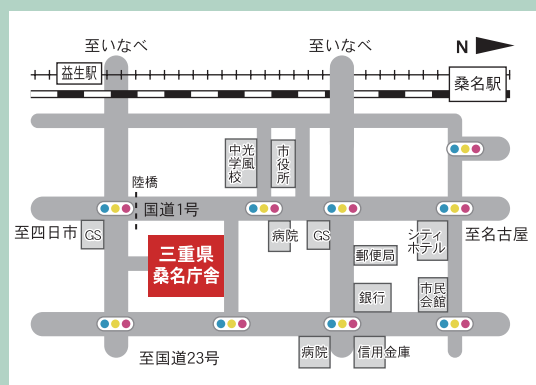 至いなべ
至いなべ
N
益生駅
桑名駅
光風
中学校
市役所
陸橋
国道1号
至四日市
GS
病院
GS
シティ
ホテル
至名古屋
三重県
桑名庁舎
郵便局
銀行
市民
会館
至国道23号
病院
信用金庫